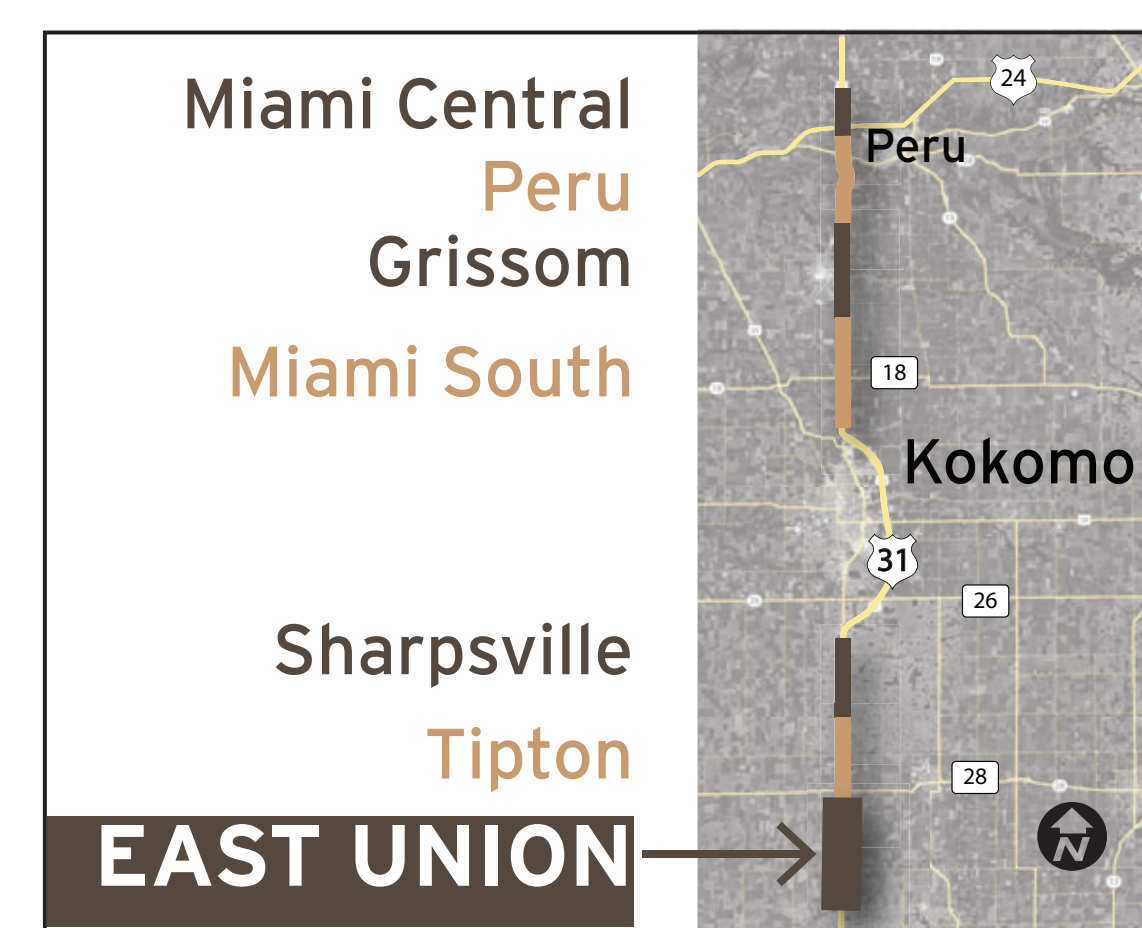 Miami Central
Peru
Grissom
Miami South
Sharpsville
Tipton
EAST UNION
24
Peru
18
Kokomo
31
26
28
N